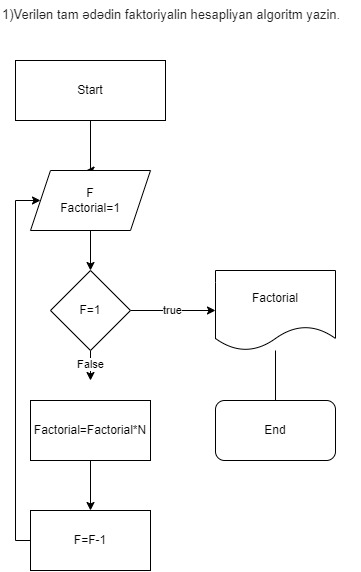 1)Verilən tam ədədin faktoriyalin hesapliyan algoritm yazin.
Start
F
Factorial=1
F=1
true
Factorial
False
Factorial=Factorial*N
End
F=F-1